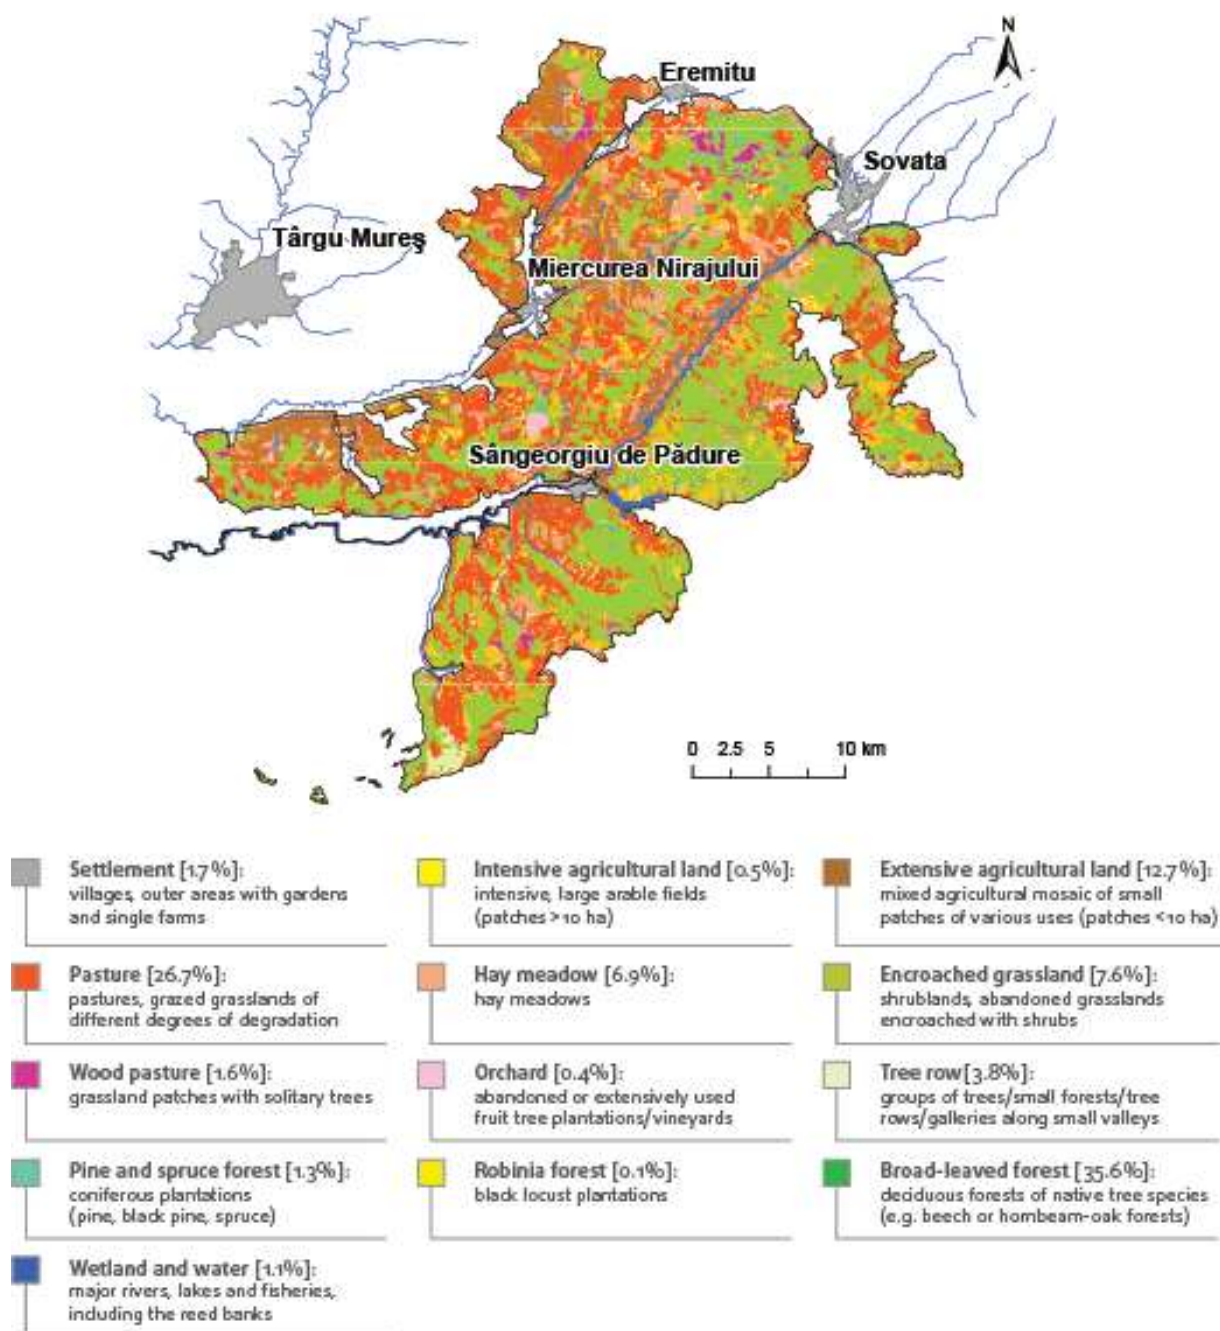 N
Eremitu
Sovata
Târgu Mureş
Miercurea Nirajului
Sângeorgiu de Pădure
0 2.5 5 10 km
Settlement [1.7%]:
villages, outer areas with gardens
and single farms
Intensive agricultural land [0.5%]:
intensive, large arable fields
(patches >10 ha)
Extensive agricultural land [12.7%]:
mixed agricultural mosaic of small
patches of various uses (patches <10 ha)
Pasture [26.7%]:
pastures, grazed grasslands of
different degrees of degradation
Hay meadow [6.9%]:
hay meadows
Encroached grassland [7.6%]:
shrublands, abandoned grasslands
encroached with shrubs
Wood pasture [1.6%]:
grassland patches with solitary trees
Orchard [0.4%]:
abandoned or extensively used
fruit tree plantations/vineyards
Tree row[3.8%]:
groups of trees/small forests/tree
rows/galleries along small valleys
Pine and spruce forest [1.3%]:
coniferous plantations
(pine, black pine, spruce)
Robinia forest [0.1%]:
black locust plantations
Broad-leaved forest [35.6%]:
deciduous forests of native tree species
(e.g. beech or hornbeam-oak forests)
Wetland and water [1.1%]:
major rivers, lakes and fisheries,
including the reed banks